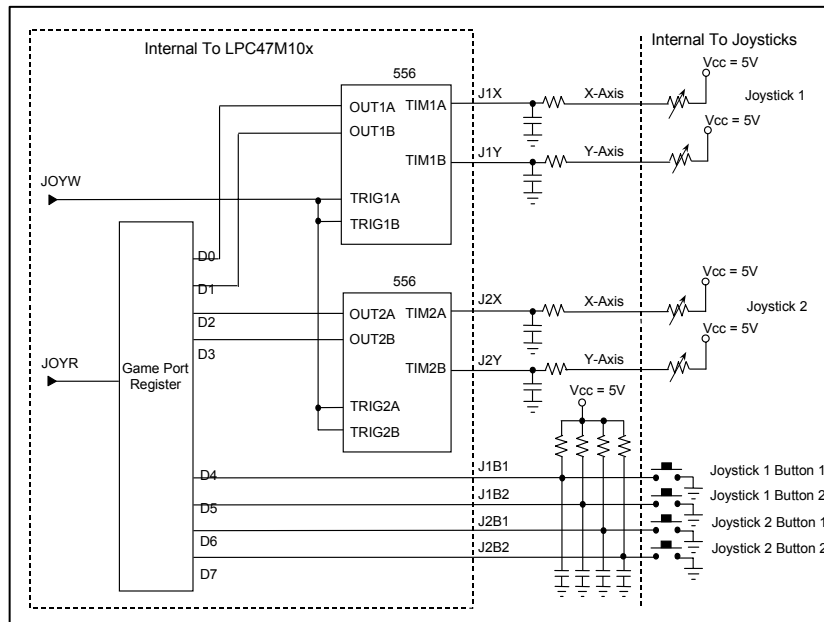 Internal To LPC47M10x
Internal To Joysticks
556
Vcc = 5V
OUT1A
TIM1A
J1X
X-Axis
Joystick 1
OUT1B
Vcc = 5V
TIM1B
J1Y
Y-Axis
JOYW
TRIG1A
TRIG1B
D0
D1
556
Vcc = 5V
D2
OUT2A
TIM2A
J2X
X-Axis
Joystick 2
D3
OUT2B
Vcc = 5V
JOYR
Game Port
Register
TIM2B
J2Y
Y-Axis
Vcc = 5V
TRIG2A
TRIG2B
D4
J1B1
Joystick 1 Button 1
D5
J1B2
Joystick 1 Button 2
D6
J2B1
Joystick 2 Button 1
D7
J2B2
Joystick 2 Button 2